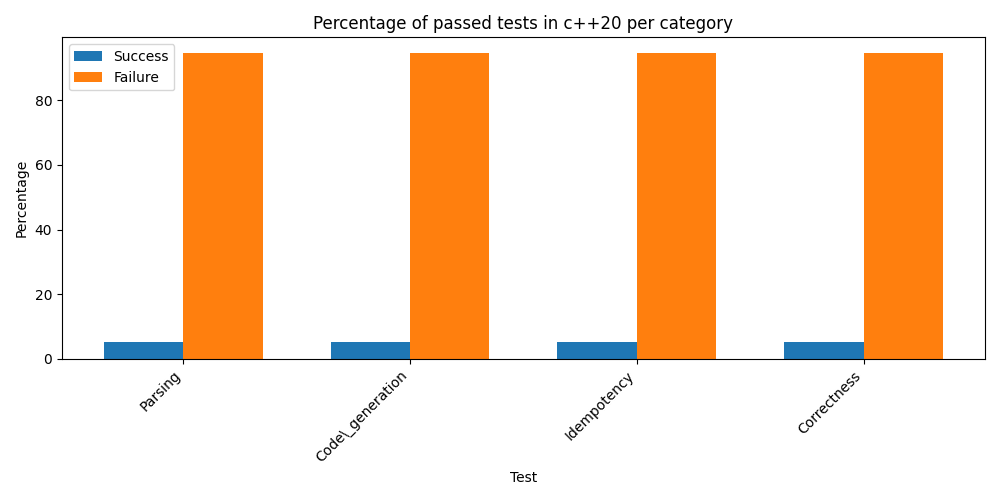 Percentage of passed tests in c++20 per category
Success
Failure
Percentage
80
60
40
20
0
Parsing
Code\_generation
Idempotency
Correctness
Test